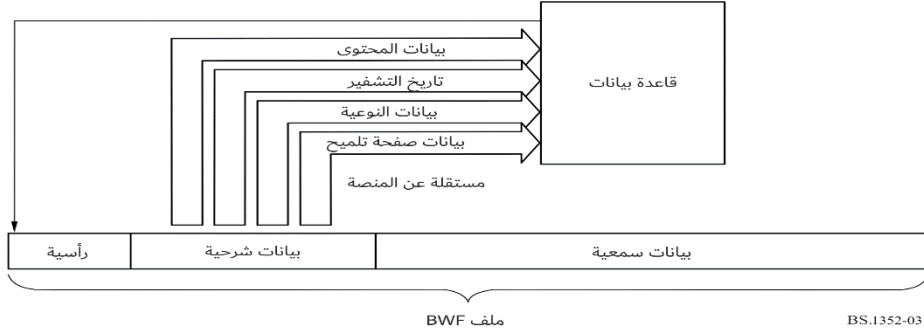 بيانات المحتوى
تاريخ التشفير
بيانات النوعية
بيانات صفحة تلميح
مستقلة عن المنصة
قاعدة بيانات
رأسية
بيانات شرحية
بيانات سمعية
ملف BWF
BS.1352-03